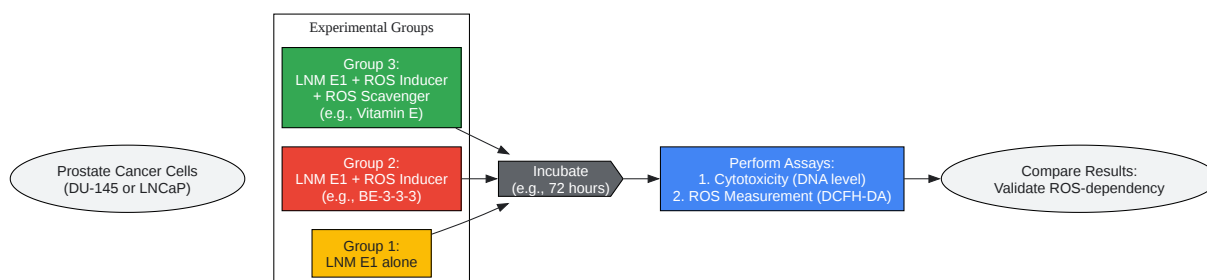 Experimental Groups
Group 3:
LNM E1 + ROS Inducer
+ ROS Scavenger
(e.g., Vitamin E)
Prostate Cancer Cells
(DU-145 or LNCaP)
Group 2:
LNM E1 + ROS Inducer
(e.g., BE-3-3-3)
Group 1:
LNM E1 alone
Incubate
(e.g., 72 hours)
Perform Assays:
1. Cytotoxicity (DNA level)
2. ROS Measurement (DCFH-DA)
Compare Results:
Validate ROS-dependency